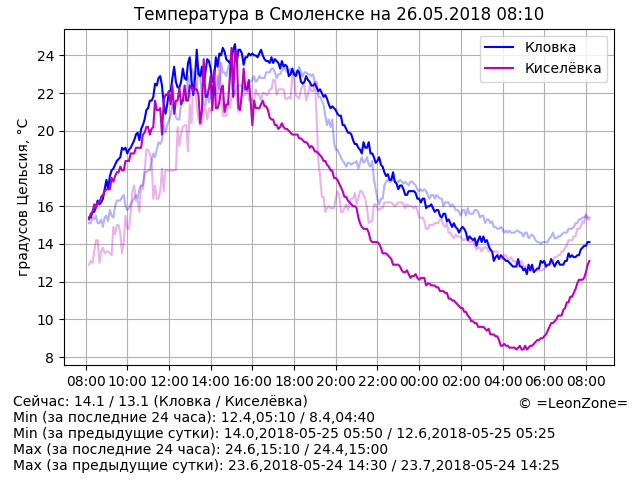 Температура в Смоленске на 26.05.2018 08:10
Кловка
Киселёвка
градусов Цельсия, °C
24
22
20
18
16
14
12
10
8
08:00 10:00 12:00 14:00 16:00 18:00 20:00 22:00 00:00 02:00 04:00 06:00 08:00
Сейчас: 14.1 / 13.1 (Кловка / Киселёвка)
© =LeonZone=
Min (за последние 24 часа): 12.4,05:10 / 8.4,04:40
Min (за предыдущие сутки): 14.0,2018-05-25 05:50 / 12.6,2018-05-25 05:25
Max (за последние 24 часа): 24.6,15:10 / 24.4,15:00
Max (за предыдущие сутки): 23.6,2018-05-24 14:30 / 23.7,2018-05-24 14:25